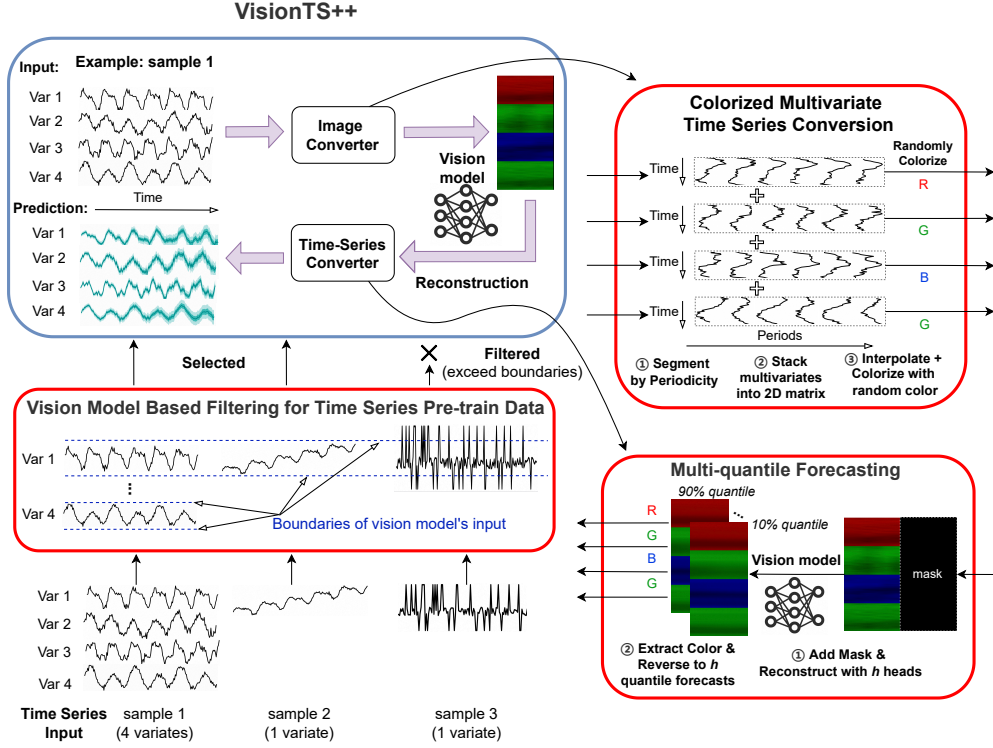 VisionTS++
Input:
Example: sample 1
Var 1
Var 2
Var 3
Var 4
Image
Converter
Vision
model
Time
Prediction:
Var 1
Var 2
Var 3
Var 4
Time-Series
Converter
Reconstruction
Selected
Filtered
(exceed boundaries)
Vision Model Based Filtering for Time Series Pre-train Data
Var 1
Var 4
Boundaries of vision model's input
Var 1
Var 2
Var 3
Var 4
Time Series
Input
sample 1
(4 variates)
sample 2
(1 variate)
sample 3
(1 variate)
Colorized Multivariate
Time Series Conversion
Randomly
Colorize
Time
R
Time
G
Time
B
Time
G
Periods
① Segment
by Periodicity
② Stack
multivariates
into 2D matrix
③ Interpolate +
Colorize with
random color
Multi-quantile Forecasting
90% quantile
10% quantile
R
G
B
G
Vision model
mask
② Extract Color &
Reverse to h
quantile forecasts
① Add Mask &
Reconstruct with h heads